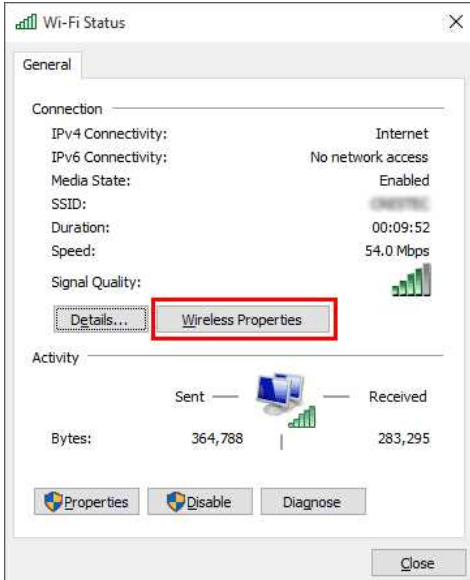 Wi-Fi Status
General
Connection
IPv4 Connectivity: Internet
IPv6 Connectivity: No network access
Media State: Enabled
SSID:
Duration: 00:09:52
Speed: 54.0 Mbps
Signal Quality:
Details... Wireless Properties
Activity
Sent Received
Bytes: 364,788 283,295
Properties Disable Diagnose
Close